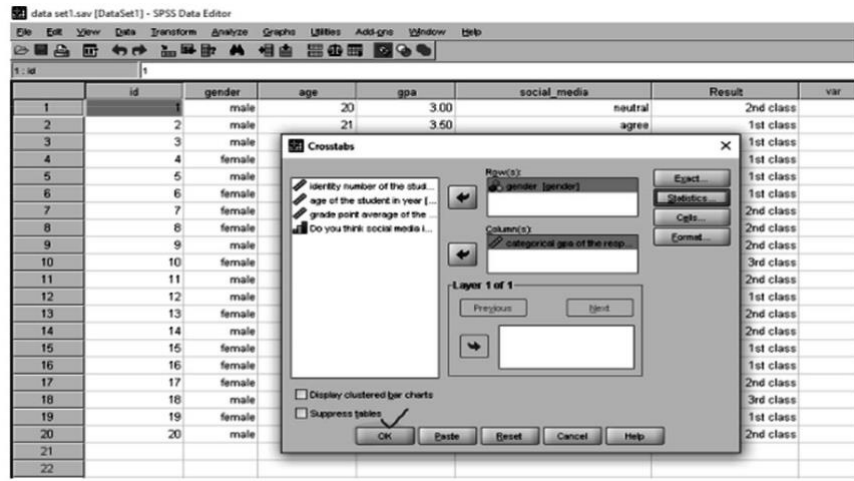 data set1.sav [DataSet1] - SPSS Data Editor
File Edit View Data Transform Analyze Graphs Utilities Add-ons Window Help
1 : id 1
id gender age gpa social_media Result var
1 1 male 20 3.00 neutral 2nd class
2 2 male 21 3.50 agree 1st class
3 3 male 1st class
4 4 female 1st class
5 5 male 1st class
6 6 female 1st class
7 7 female 2nd class
8 8 female 2nd class
9 9 male 2nd class
10 10 female 3rd class
11 11 male 2nd class
12 12 male 1st class
13 13 female 2nd class
14 14 male 2nd class
15 15 female 1st class
16 16 female 1st class
17 17 female 2nd class
18 18 male 3rd class
19 19 female 1st class
20 20 male 2nd class
21
22
Crosstabs
identity number of the stud...
age of the student in year [...
grade point average of the ...
Do you think social media i...
Row(s):
gender [gender]
Column(s):
categorical gpa of the resp...
Layer 1 of 1
Previous Next
Exact...
Statistics...
Cells...
Format...
Display clustered bar charts
Suppress tables
OK Paste Reset Cancel Help